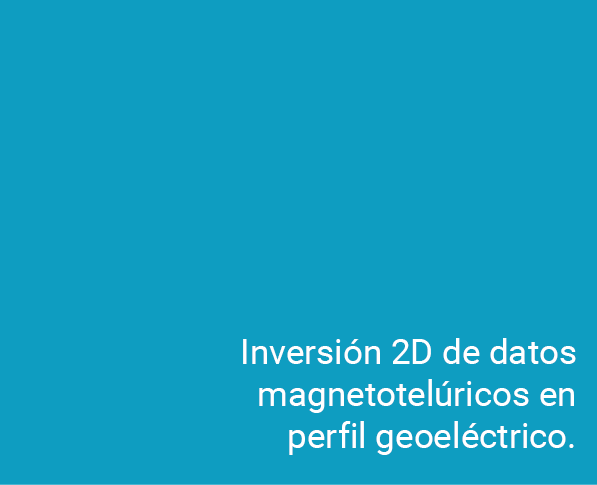 Inversión 2D de datos
magnetotelúricos en
perfil geoeléctrico.